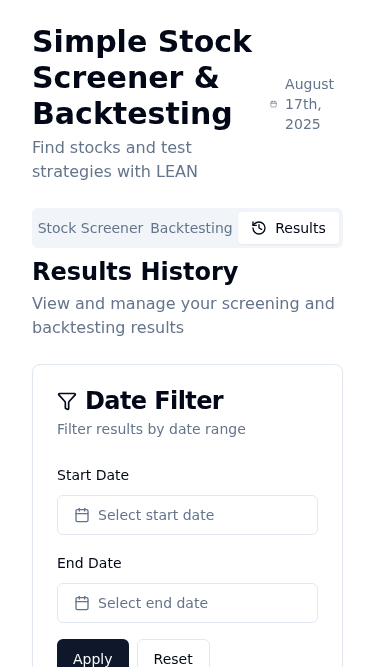 Simple Stock
Screener &
Backtesting
Find stocks and test
strategies with LEAN
August
17th,
2025
Stock Screener Backtesting Results
Results History
View and manage your screening and
backtesting results
Date Filter
Filter results by date range
Start Date
Select start date
End Date
Select end date
Apply Reset